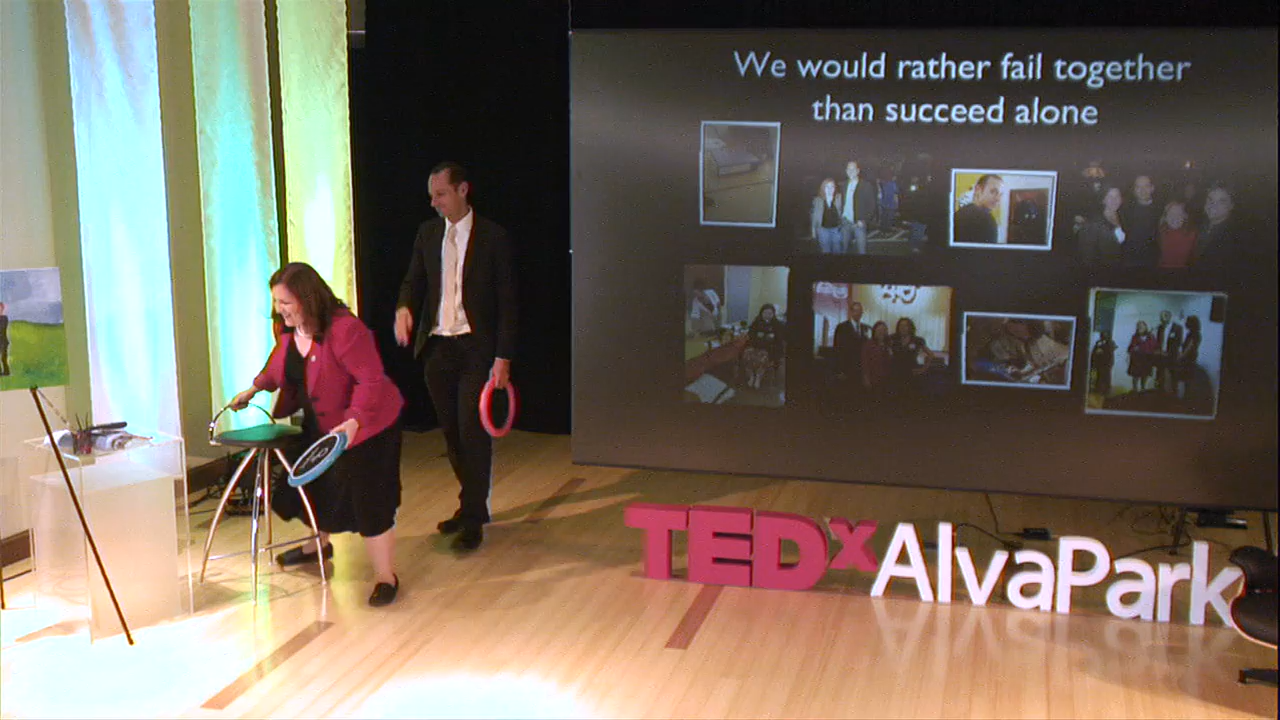 We would rather fail together
than succeed alone
TEDxAlvaPark